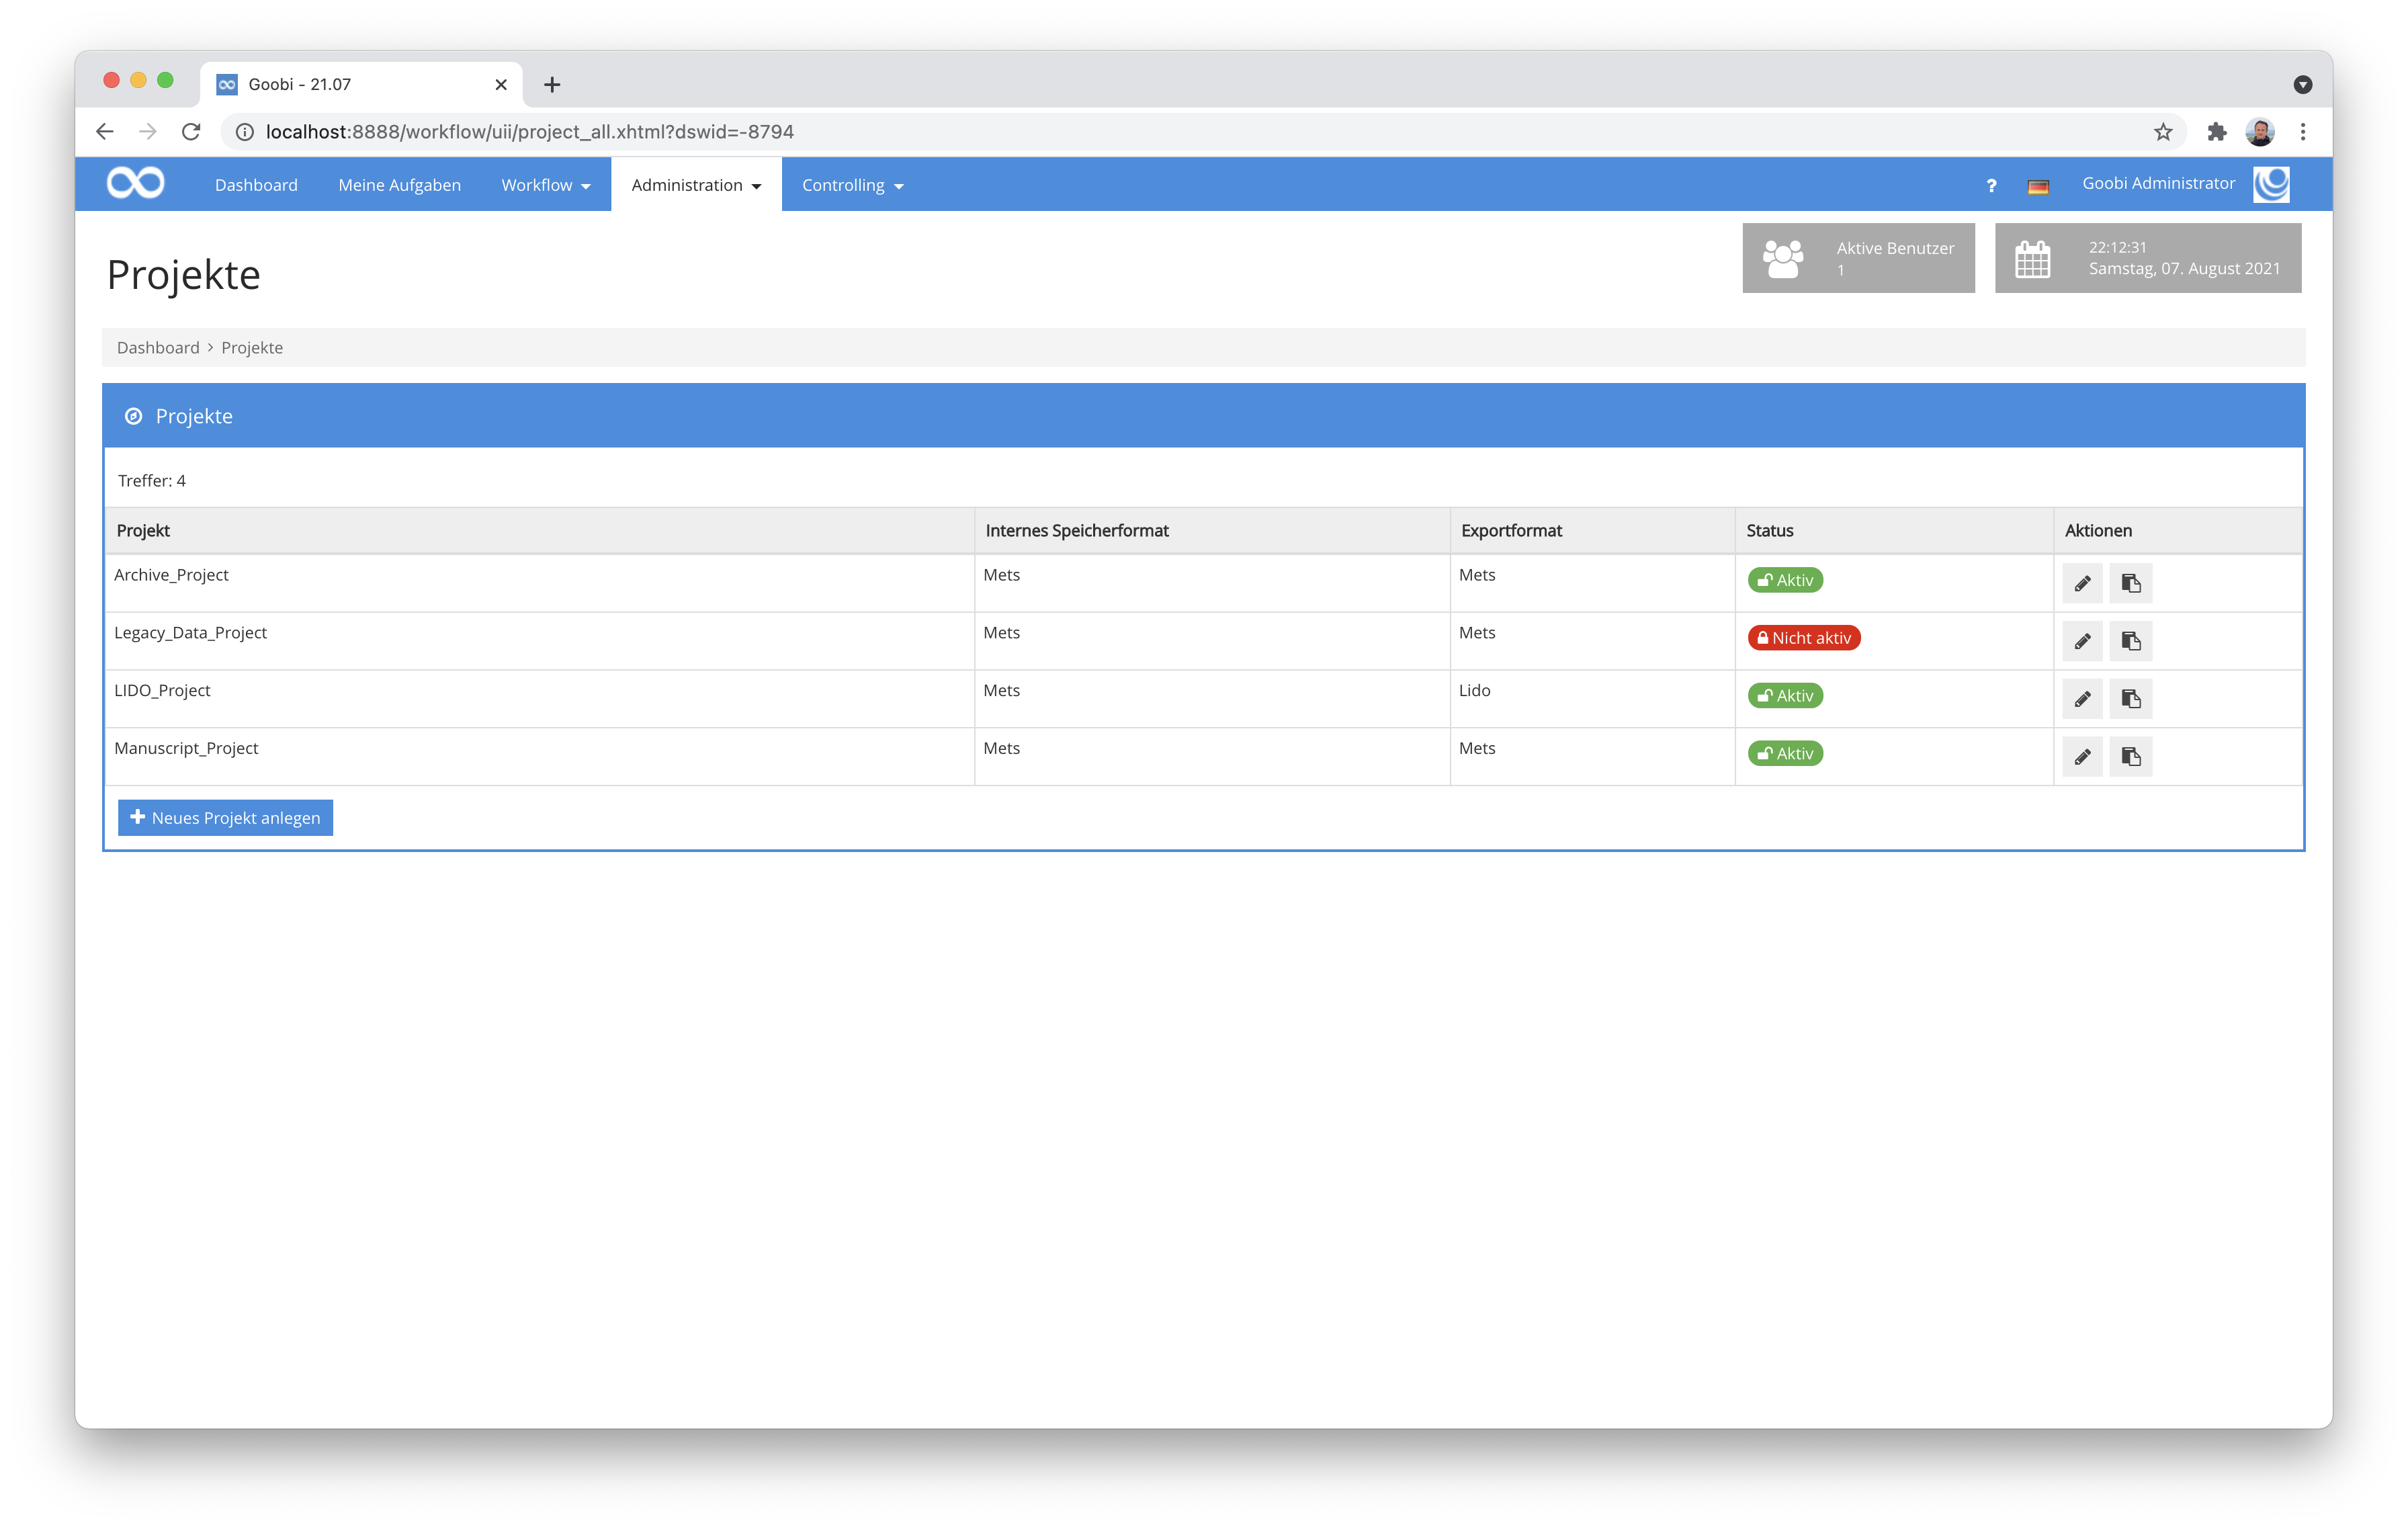 Goobi - 21.07
localhost:8888/workflow/uii/project_all.xhtml?dswid=-8794
Dashboard Meine Aufgaben Workflow Administration Controlling ? Goobi Administrator
Projekte
Aktive Benutzer
1
22:12:31
Samstag, 07. August 2021
Dashboard > Projekte
Projekte
Treffer: 4
Projekt Internes Speicherformat Exportformat Status Aktionen
Archive_Project Mets Mets Aktiv
Legacy_Data_Project Mets Mets Nicht aktiv
LIDO_Project Mets Lido Aktiv
Manuscript_Project Mets Mets Aktiv
Neues Projekt anlegen